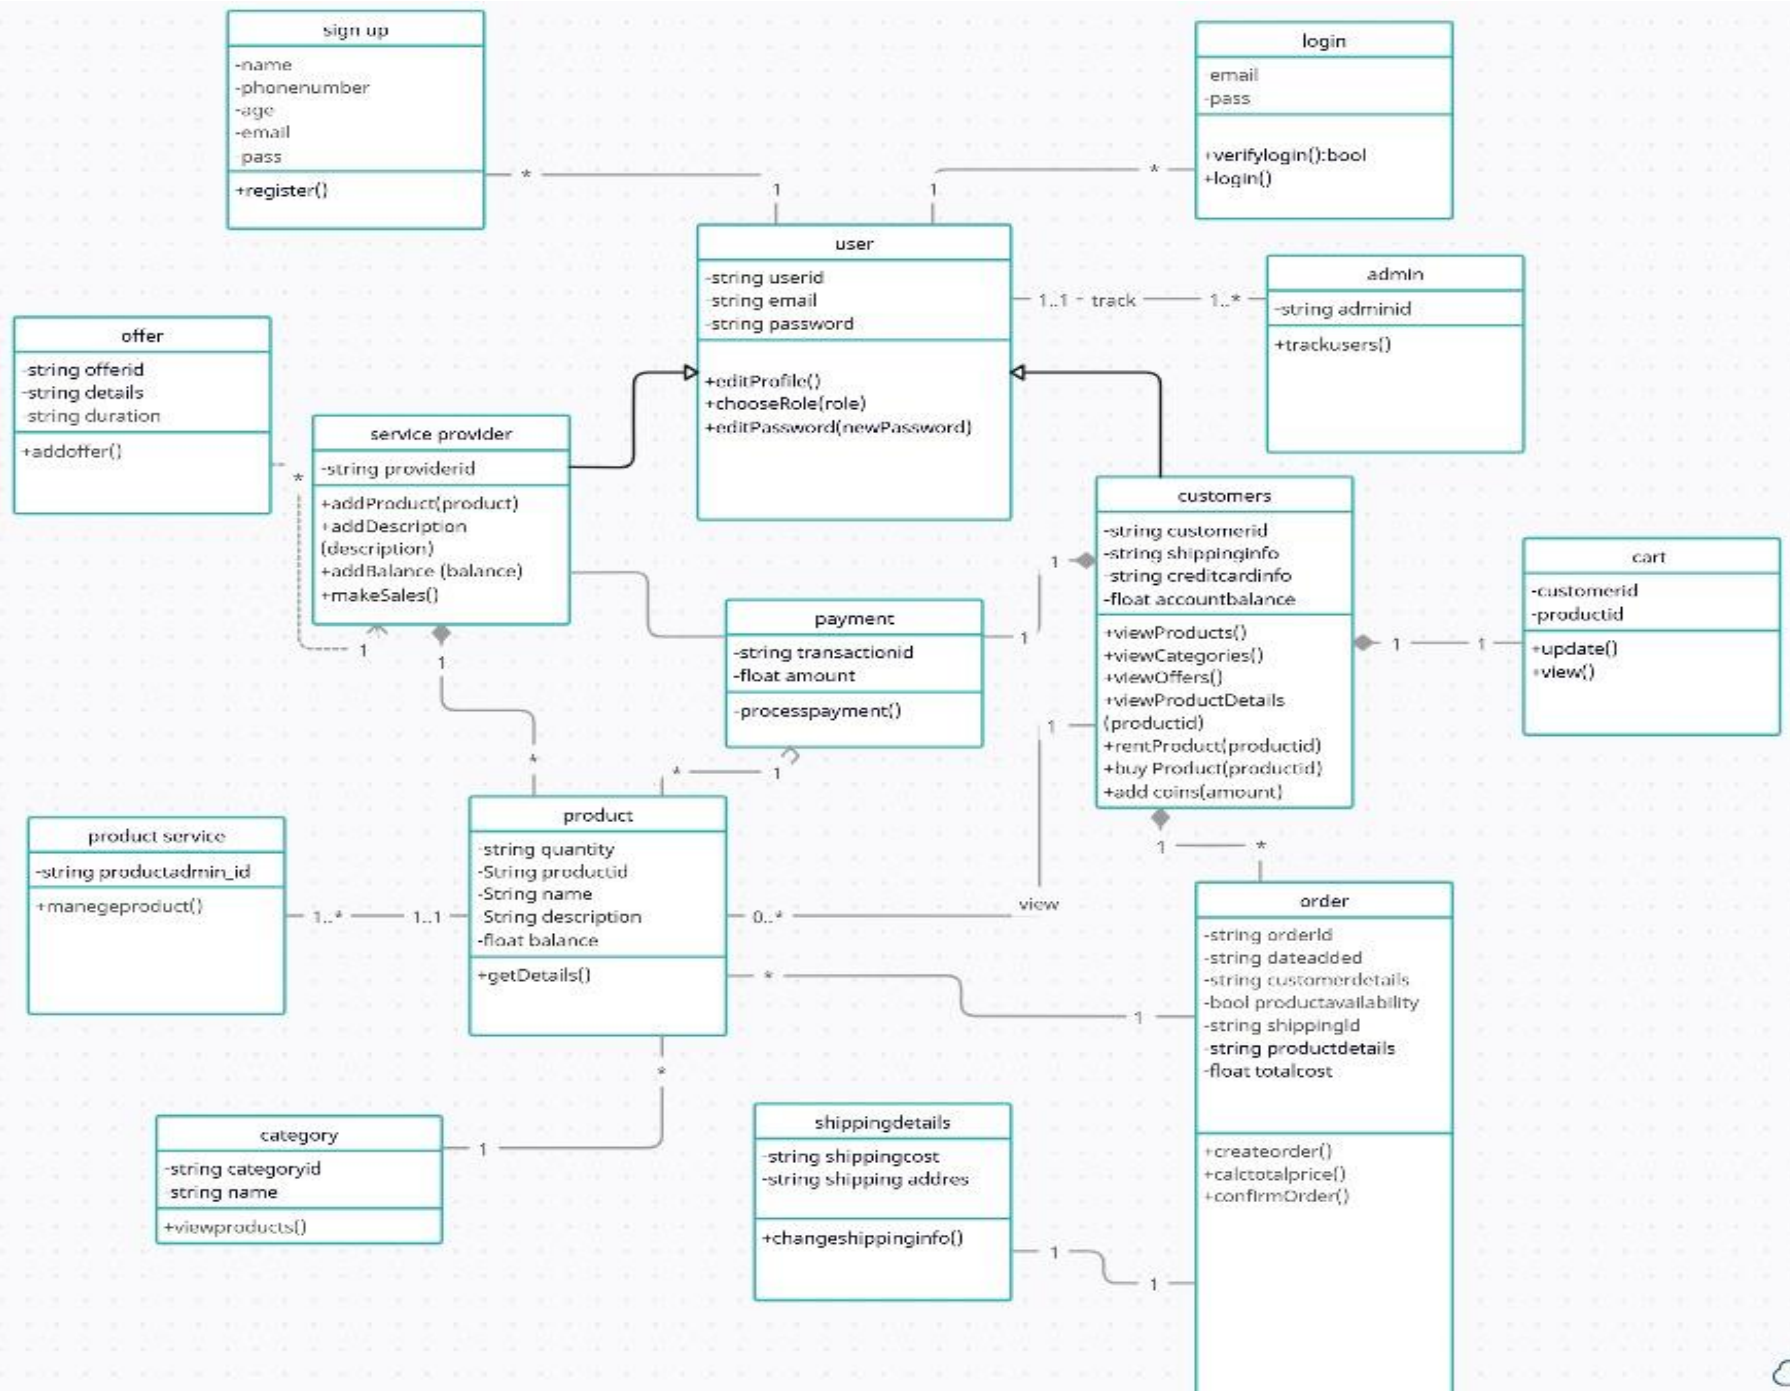 sign up
-name
-phonenumber
-age
-email
-pass
+register()
login
email
-pass
+verifylogin():bool
+login()
*
1
1
*
user
-string userid
-string email
-string password
+editProfile()
+chooseRole(role)
+editPassword(newPassword)
1..1
track
1..*
admin
-string adminid
+trackusers()
offer
-string offerid
-string details
-string duration
+addoffer()
*
1
service provider
-string providerid
+addProduct(product)
+addDescription
(description)
+addBalance (balance)
+makeSales()
1
*
customers
-string customerid
-string shippinginfo
-string creditcardinfo
-float accountbalance
+viewProducts()
+viewCategories()
+viewOffers()
+viewProductDetails
(productid)
+rentProduct(productid)
+buy Product(productid)
+add coins(amount)
1
1
cart
-customerid
-productid
+update()
+view()
payment
-string transactionid
-float amount
-processpayment()
1
1
*
1
1
view
0..*
product service
-string productadmin_id
+manegeproduct()
1..*
1..1
product
-string quantity
-String productid
-String name
-String description
-float balance
+getDetails()
*
1
1
*
order
-string orderId
-string dateadded
-string customerdetails
-bool productavailability
-string shippingId
-string productdetails
-float totalcost
+createorder()
+calctotalprice()
+confirmOrder()
*
1
category
-string categoryid
-string name
+viewproducts()
shippingdetails
-string shippingcost
-string shipping addres
+changeshippinginfo()
1
1